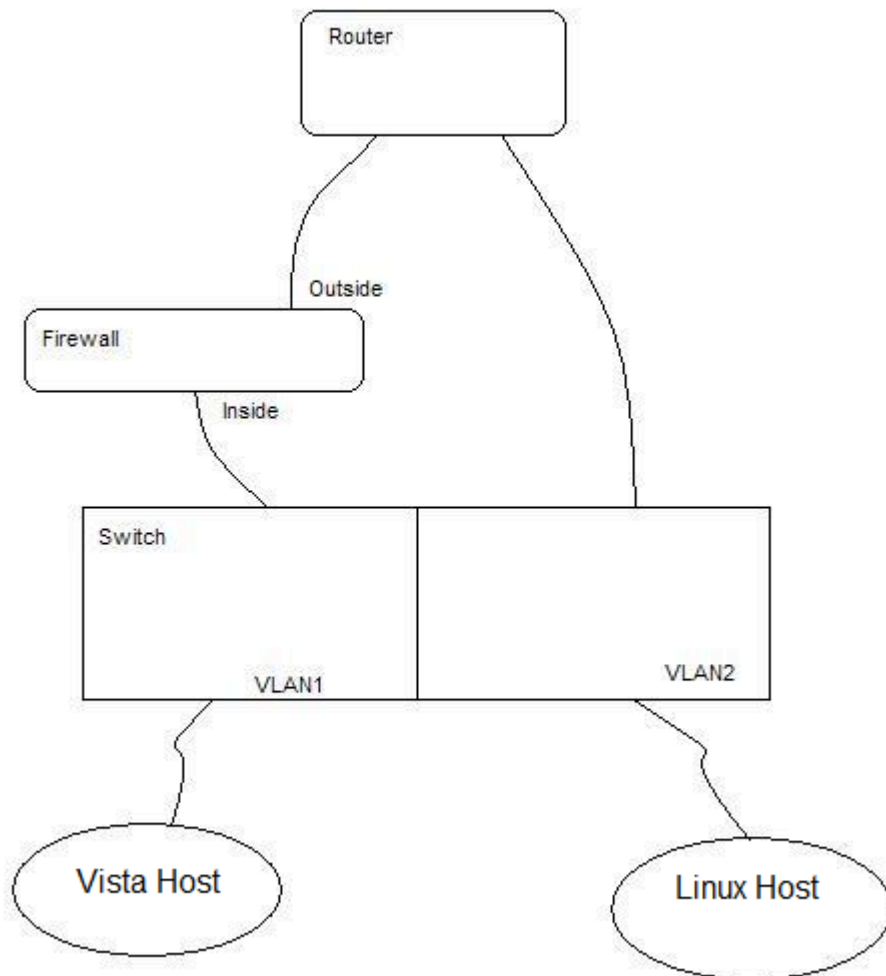 Router
Outside
Firewall
Inside
Switch
VLAN1
VLAN2
Vista Host
Linux Host